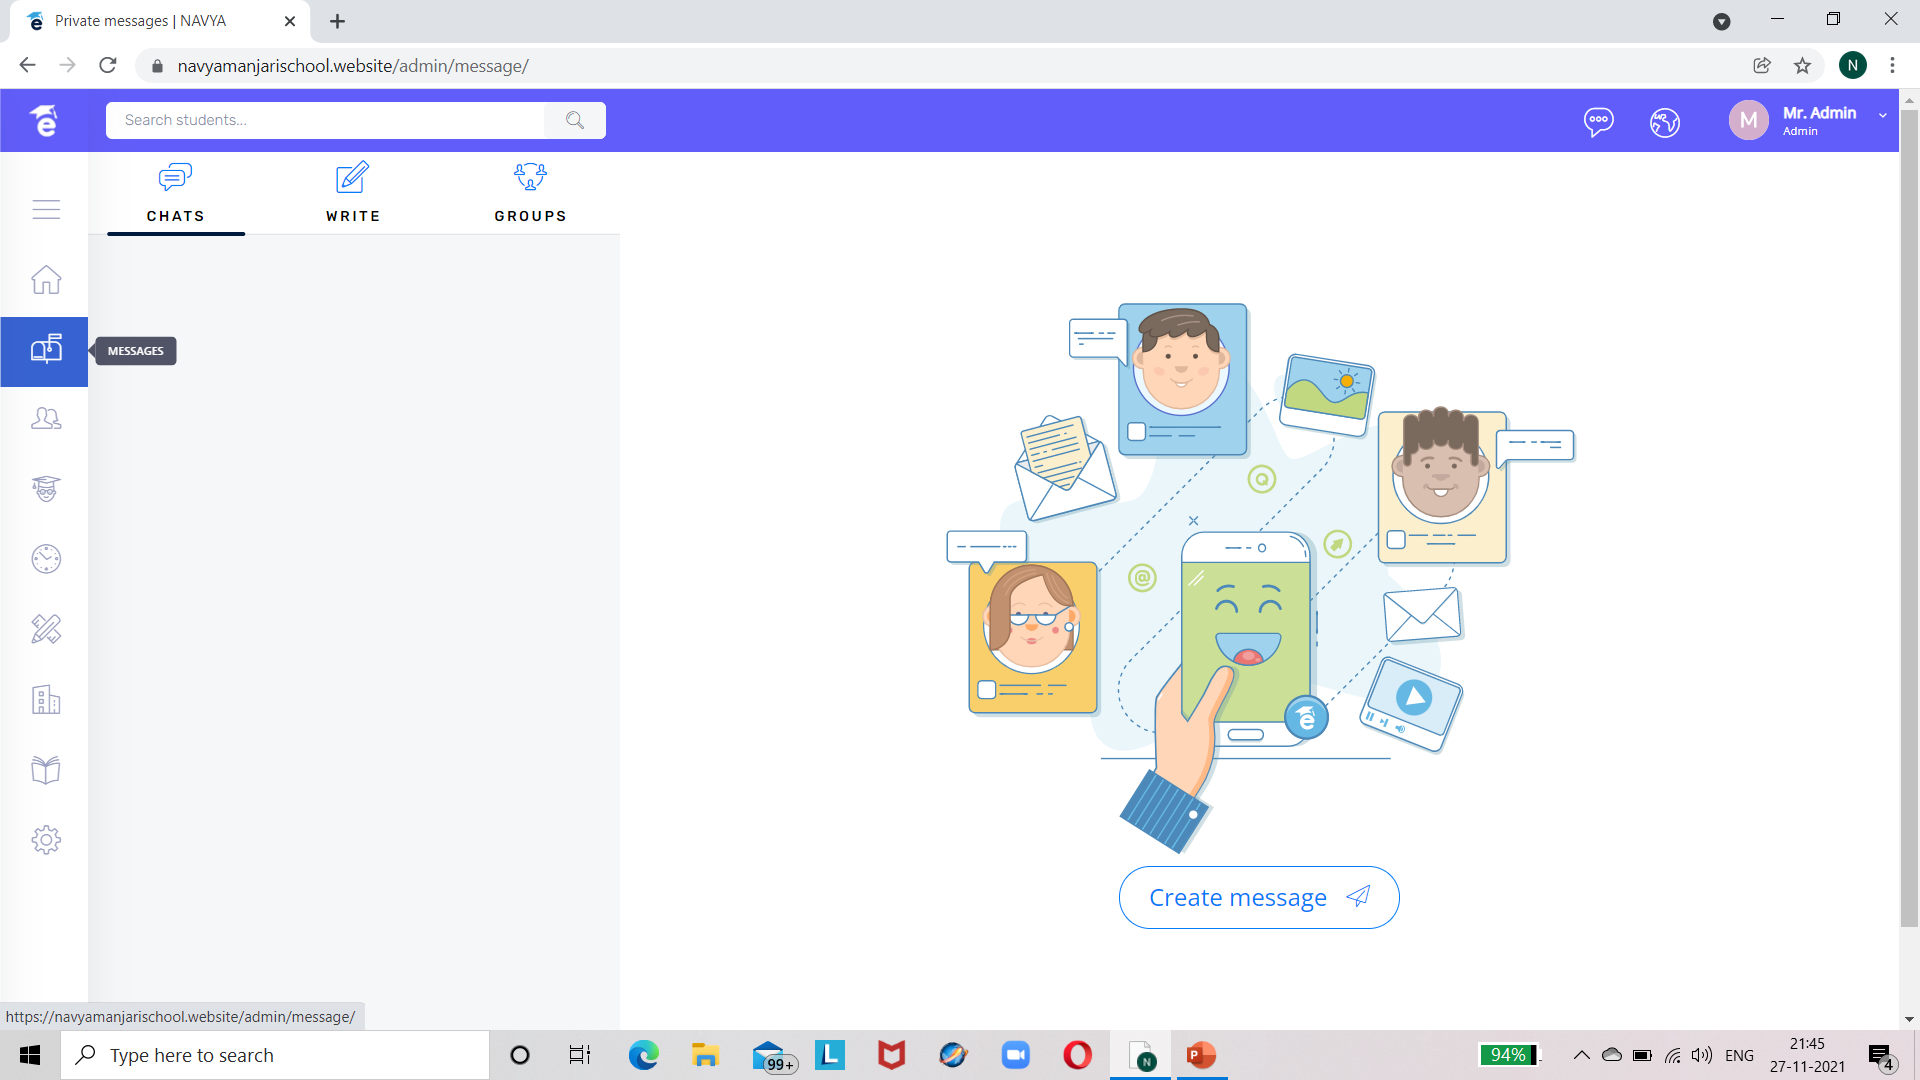 Private messages | NAVYA
navyamanjarischool.website/admin/message/
N
e
Search students...
M
Mr. Admin
Admin
CHATS
WRITE
GROUPS
MESSAGES
Q
@
e
Create message
https://navyamanjarischool.website/admin/message/
Type here to search
99+
L
N
P
94%
ENG
21:45
27-11-2021
4